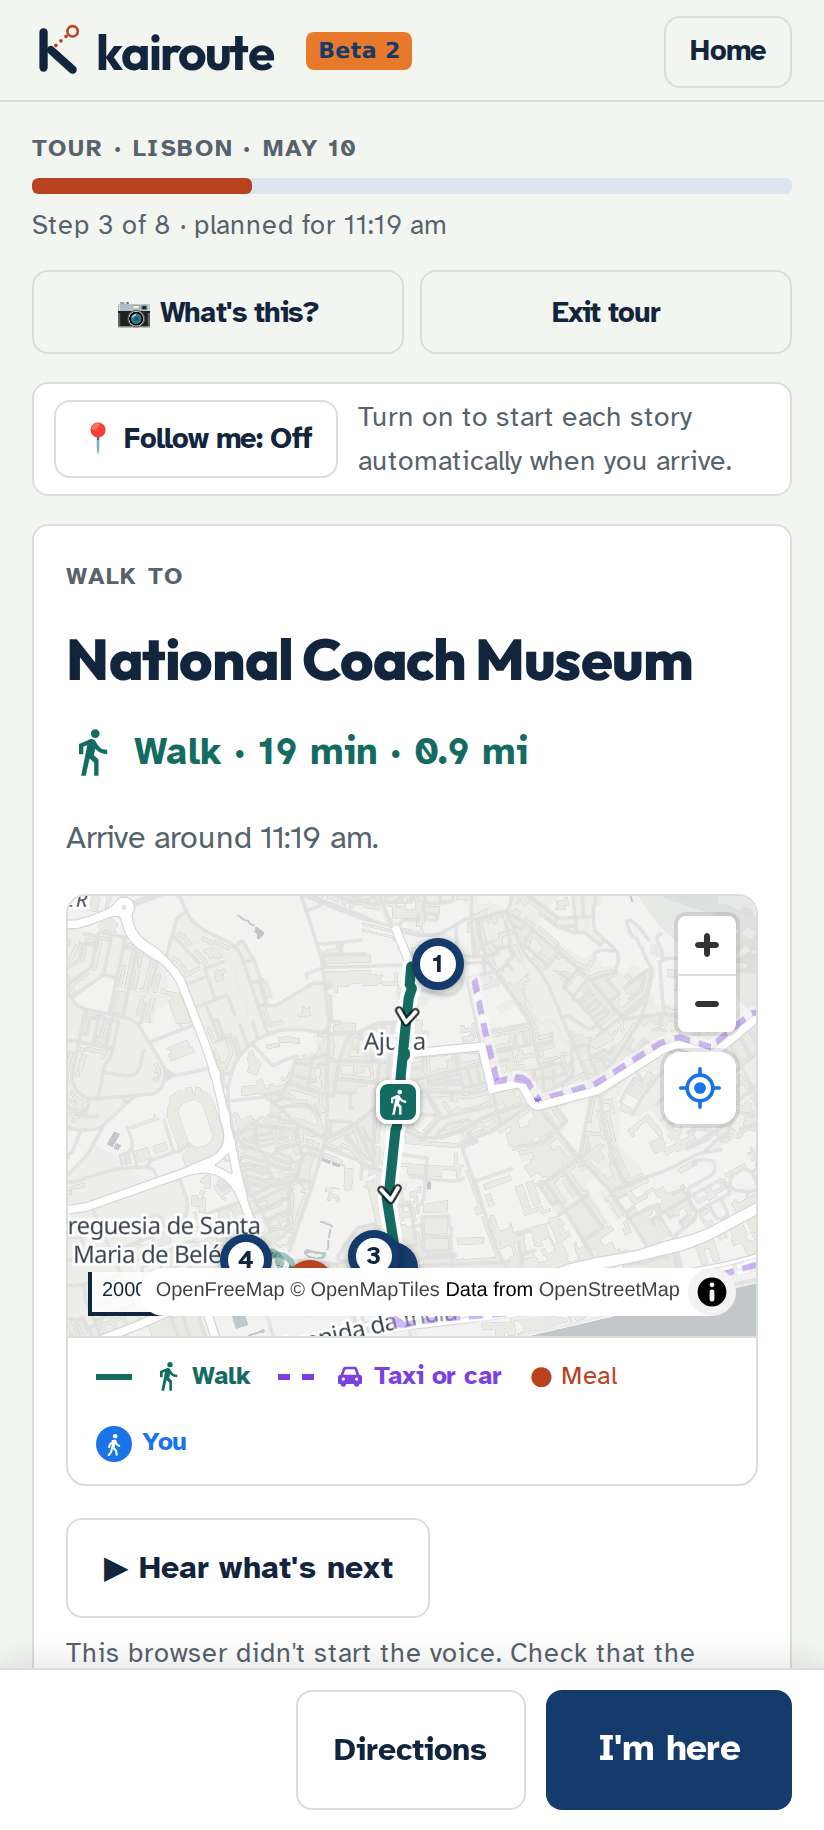 kairoute Beta 2 Home
TOUR · LISBON · MAY 10
Step 3 of 8 · planned for 11:19 am
What's this? Exit tour
Follow me: Off
Turn on to start each story
automatically when you arrive.
WALK TO
National Coach Museum
Walk · 19 min · 0.9 mi
Arrive around 11:19 am.
1
reguesia de Santa
4
3
OpenFreeMap © OpenMapTiles Data from OpenStreetMap
Walk Taxi or car Meal
You
▶ Hear what's next
This browser didn't start the voice. Check that the
Directions I'm here